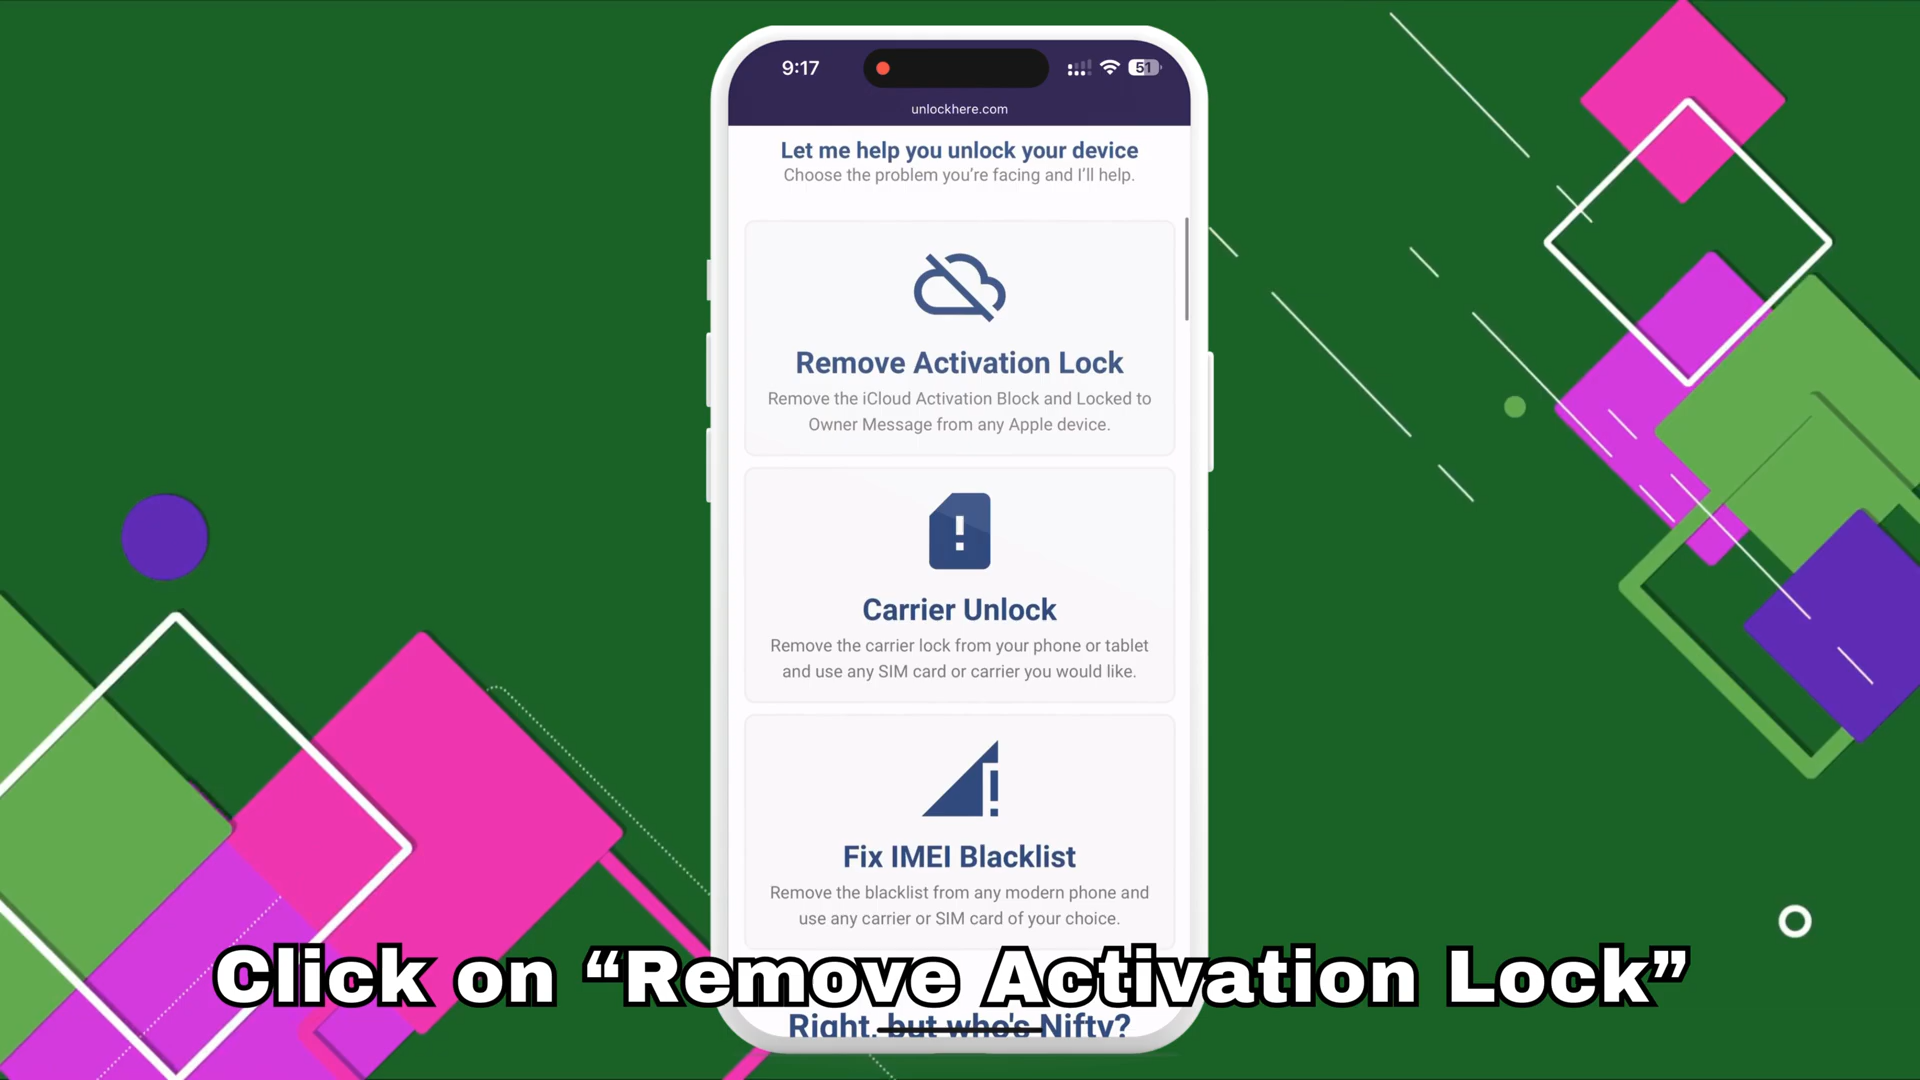 9:17
51
unlockhere.com
Let me help you unlock your device
Choose the problem you're facing and I'll help.
Remove Activation Lock
Remove the iCloud Activation Block and Locked to
Owner Message from any Apple device.
Carrier Unlock
Remove the carrier lock from your phone or tablet
and use any SIM card or carrier you would like.
Fix IMEI Blacklist
Remove the blacklist from any modern phone and
use any carrier or SIM card of your choice.
Click on “Remove Activation Lock”
Right, but who's Nifty?